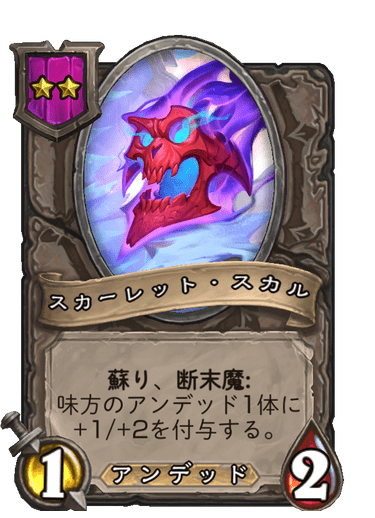 スカーレット・スカル
蘇り、断末魔:
味方のアンデッド1体に
+1/+2を付与する。
1
アンデッド
2